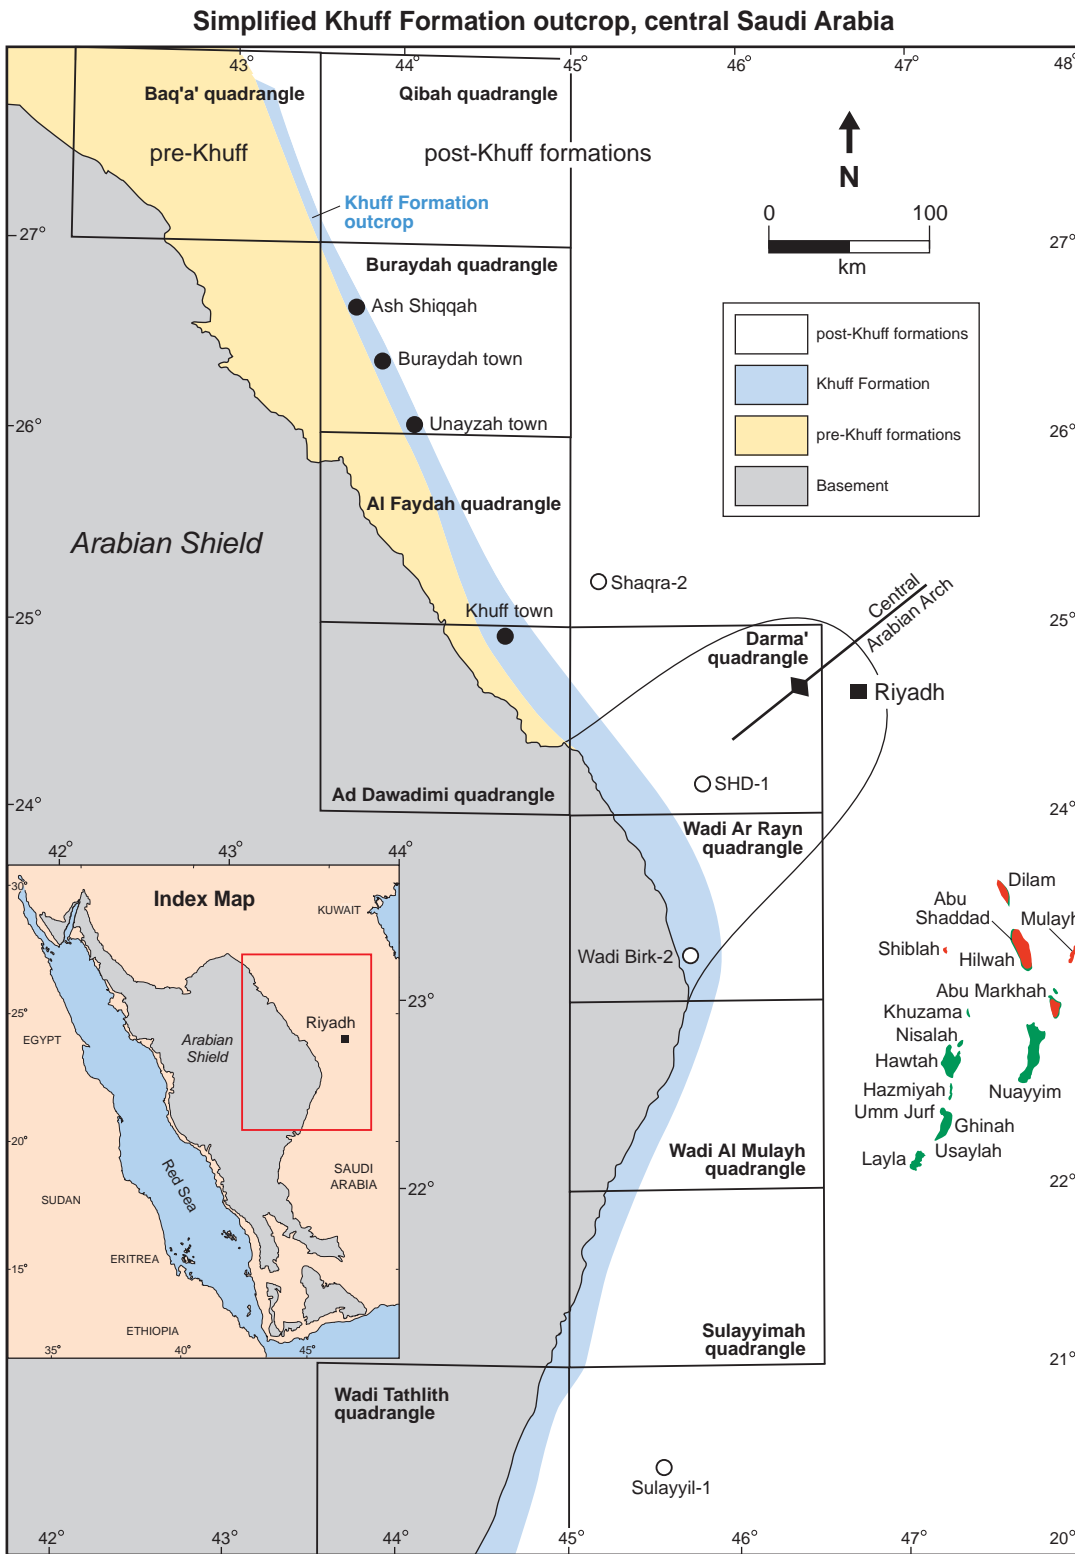 Simplified Khuff Formation outcrop, central Saudi Arabia
43° 44° 45° 46° 47° 48°
Baq'a' quadrangle
Qibah quadrangle
pre-Khuff
post-Khuff formations
N
Khuff Formation
outcrop
0 100
km
27° 27°
Buraydah quadrangle
Ash Shiqqah
Buraydah town
Unayzah town
post-Khuff formations
Khuff Formation
pre-Khuff formations
Basement
26° 26°
Al Faydah quadrangle
Arabian Shield
Shaqra-2
Khuff town
Central
Arabian Arch
25° 25°
Darma'
quadrangle
Riyadh
SHD-1
Ad Dawadimi quadrangle
24° 24°
Wadi Ar Rayn
quadrangle
42° 43° 44°
Index Map
30°
KUWAIT
Riyadh
25°
EGYPT
Arabian
Shield
20°
Red Sea
SAUDI
ARABIA
SUDAN
ERITREA
15°
ETHIOPIA
35° 40° 45°
Wadi Birk-2
23°
Dilam
Abu
Shaddad
Mulayh
Shiblah
Hilwah
Abu Markhah
Khuzama
Nisalah
Hawtah
Hazmiyah
Nuayyim
Umm Jurf
Ghinah
Usaylah
Layla
Wadi Al Mulayh
quadrangle
22° 22°
Sulayyimah
quadrangle
21°
Wadi Tathlith
quadrangle
Sulayyil-1
42° 43° 44° 45° 46° 47° 48°